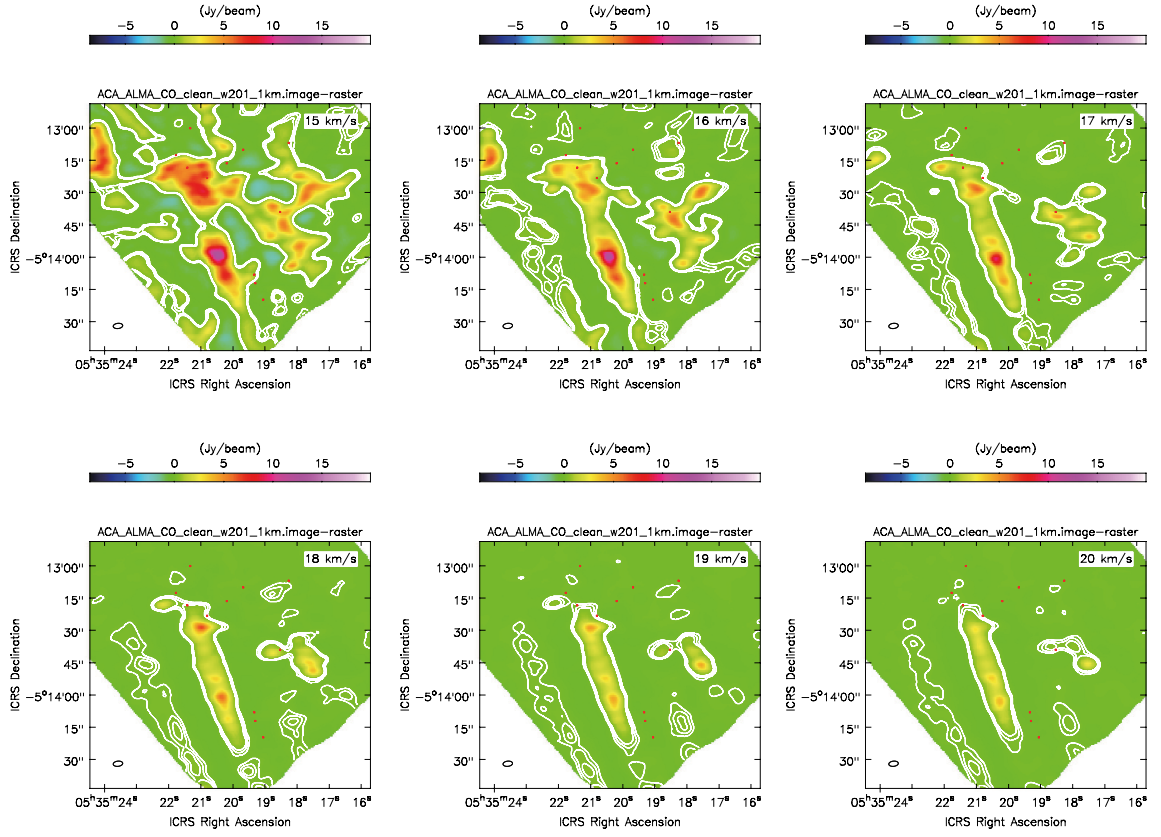 (Jy/beam) (Jy/beam) (Jy/beam)
−5 0 5 10 15 −5 0 5 10 15 −5 0 5 10 15
ACA_ALMA_CO_clean_w201_1km.image−raster ACA_ALMA_CO_clean_w201_1km.image−raster ACA_ALMA_CO_clean_w201_1km.image−raster
15 km/s 16 km/s 17 km/s
13'00" 13'00" 13'00"
15" 15" 15"
30" 30" 30"
45" 45" 45"
−5°14'00" −5°14'00" −5°14'00"
15" 15" 15"
30" 30" 30"
ICRS Declination ICRS Declination ICRS Declination
05ʰ35ᵐ24ˢ 22ˢ 21ˢ 20ˢ 19ˢ 18ˢ 17ˢ 16ˢ 05ʰ35ᵐ24ˢ 22ˢ 21ˢ 20ˢ 19ˢ 18ˢ 17ˢ 16ˢ 05ʰ35ᵐ24ˢ 22ˢ 21ˢ 20ˢ 19ˢ 18ˢ 17ˢ 16ˢ
ICRS Right Ascension ICRS Right Ascension ICRS Right Ascension
(Jy/beam) (Jy/beam) (Jy/beam)
−5 0 5 10 15 −5 0 5 10 15 −5 0 5 10 15
ACA_ALMA_CO_clean_w201_1km.image−raster ACA_ALMA_CO_clean_w201_1km.image−raster ACA_ALMA_CO_clean_w201_1km.image−raster
18 km/s 19 km/s 20 km/s
13'00" 13'00" 13'00"
15" 15" 15"
30" 30" 30"
45" 45" 45"
−5°14'00" −5°14'00" −5°14'00"
15" 15" 15"
30" 30" 30"
ICRS Declination ICRS Declination ICRS Declination
05ʰ35ᵐ24ˢ 22ˢ 21ˢ 20ˢ 19ˢ 18ˢ 17ˢ 16ˢ 05ʰ35ᵐ24ˢ 22ˢ 21ˢ 20ˢ 19ˢ 18ˢ 17ˢ 16ˢ 05ʰ35ᵐ24ˢ 22ˢ 21ˢ 20ˢ 19ˢ 18ˢ 17ˢ 16ˢ
ICRS Right Ascension ICRS Right Ascension ICRS Right Ascension